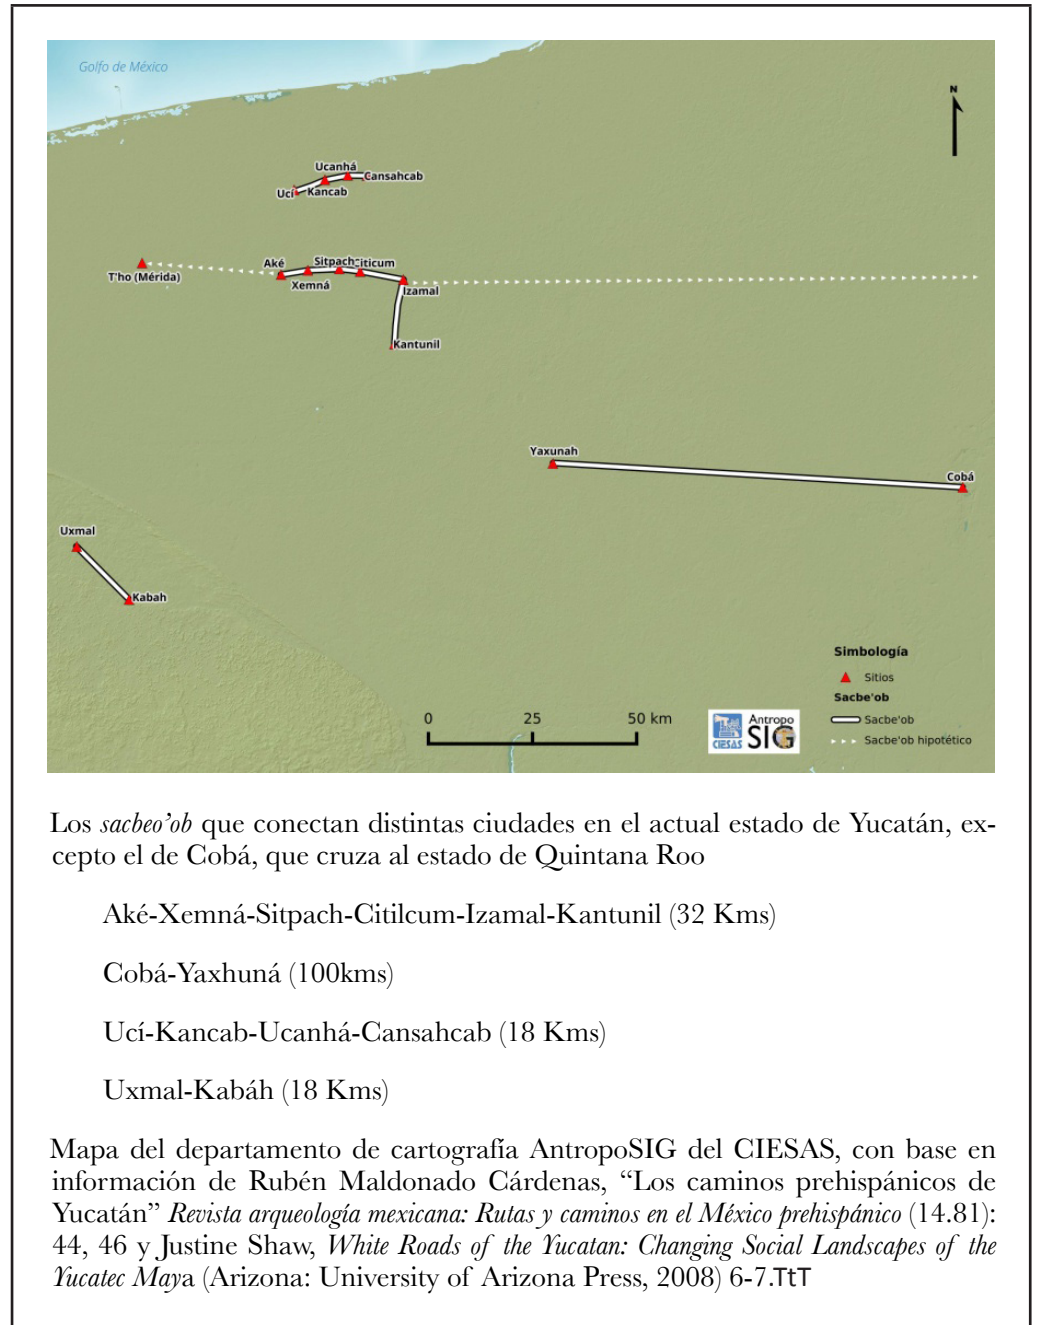 Golfo de México
N
Ucanhá
Cansahcab
Ucí
Kancab
Aké
Sitpach
Citilcum
T'ho (Mérida)
Xemná
Izamal
Kantunil
Yaxunah
Cobá
Uxmal
Kabah
Simbología
Sitios
Sacbe'ob
Sacbe'ob
Sacbe'ob hipotético
0 25 50 km
CIESAS
Antropo
SIG
Los sacbeo’ob que conectan distintas ciudades en el actual estado de Yucatán, ex-
cepto el de Cobá, que cruza al estado de Quintana Roo
Aké-Xemná-Sitpach-Citilcum-Izamal-Kantunil (32 Kms)
Cobá-Yaxhuná (100kms)
Ucí-Kancab-Ucanhá-Cansahcab (18 Kms)
Uxmal-Kabáh (18 Kms)
Mapa del departamento de cartografía AntropoSIG del CIESAS, con base en
información de Rubén Maldonado Cárdenas, “Los caminos prehispánicos de
Yucatán” Revista arqueología mexicana: Rutas y caminos en el México prehispánico (14.81):
44, 46 y Justine Shaw, White Roads of the Yucatan: Changing Social Landscapes of the
Yucatec Maya (Arizona: University of Arizona Press, 2008) 6-7.TtT